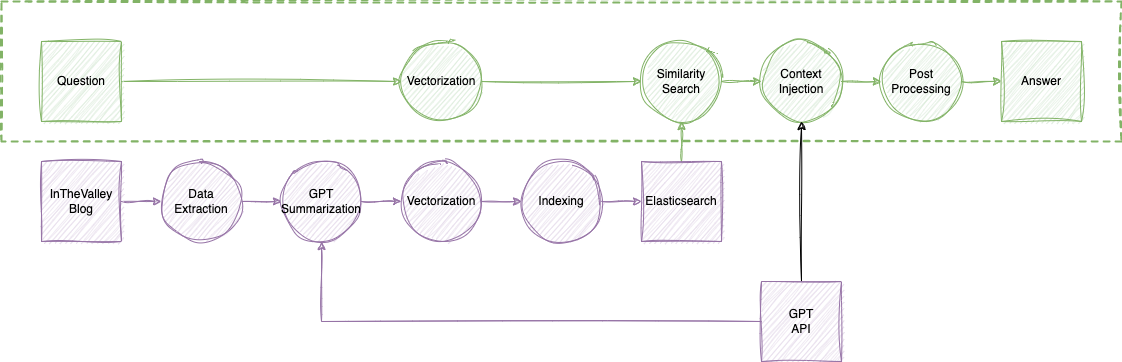 Question
Vectorization
Similarity
Search
Context
Injection
Post
Processing
Answer
InTheValley
Blog
Data
Extraction
GPT
Summarization
Vectorization
Indexing
Elasticsearch
GPT
API